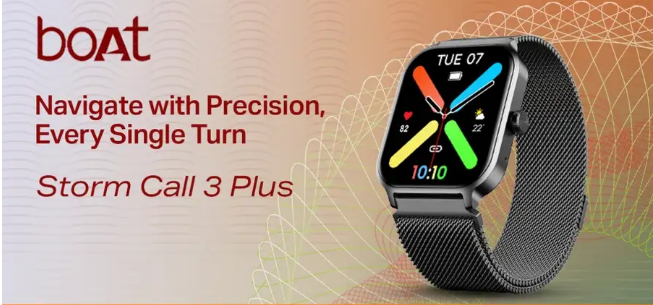 boAt
Navigate with Precision,
Every Single Turn
Storm Call 3 Plus
TUE 07
82
22°
10:10